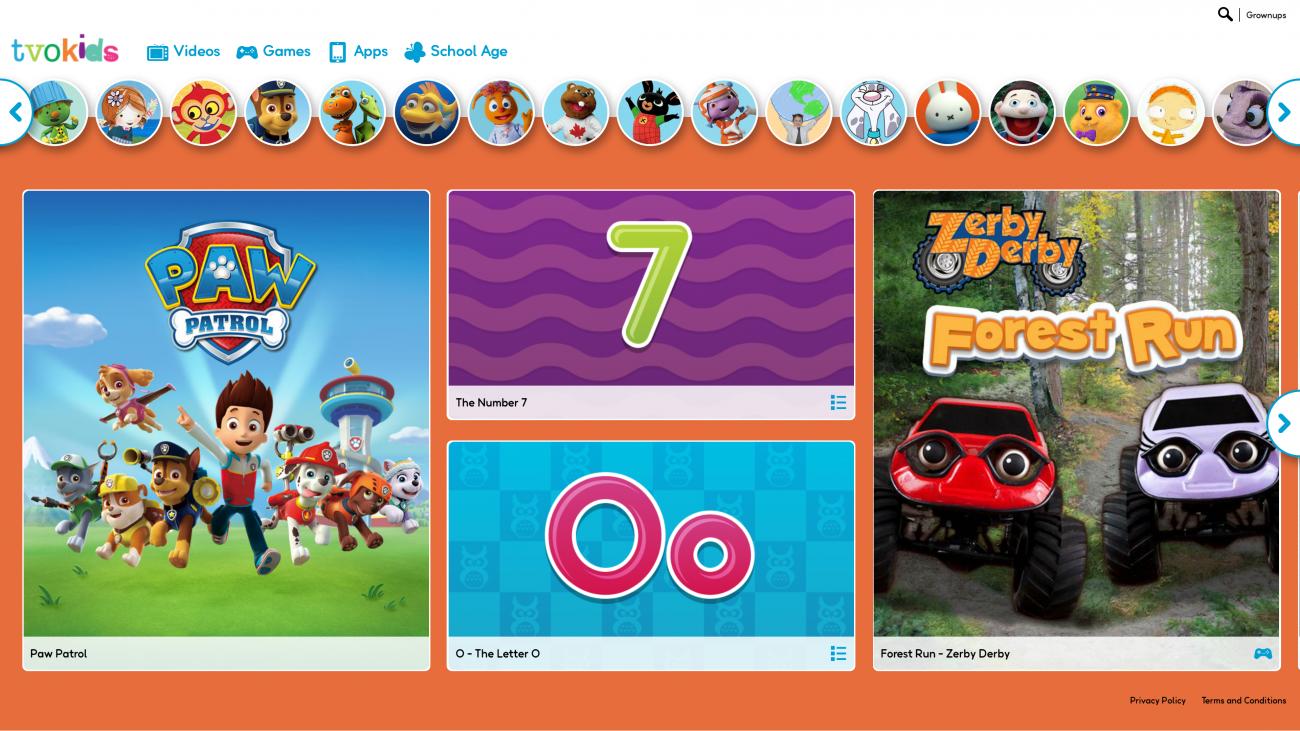 Grownups
tvokids
Videos
Games
Apps
School Age
PAW
PATROL
Paw Patrol
7
The Number 7
Oo
O - The Letter O
Zerby
Derby
Forest Run
Forest Run - Zerby Derby
Privacy Policy
Terms and Conditions